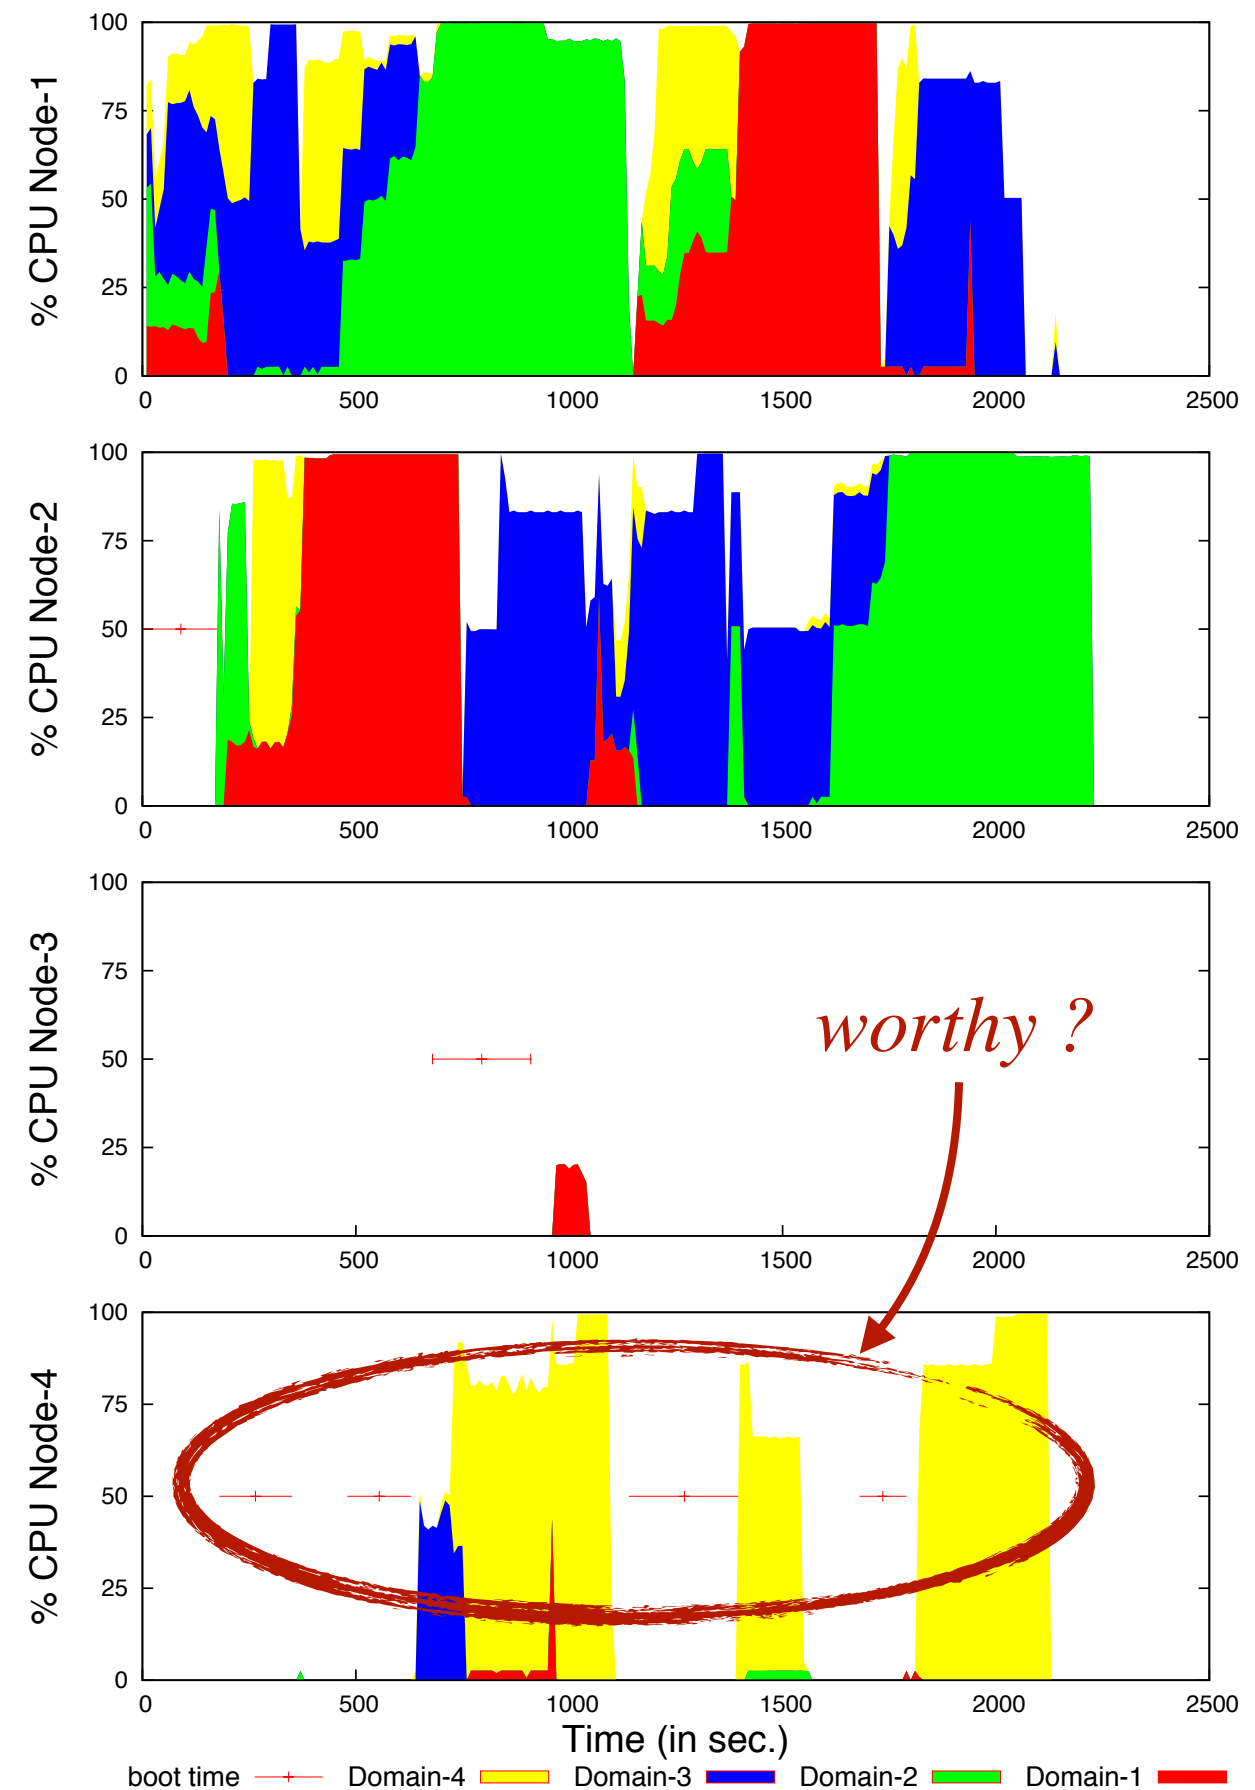 % CPU Node-1
100
75
50
25
0
0 500 1000 1500 2000 2500
% CPU Node-2
100
75
50
25
0
0 500 1000 1500 2000 2500
% CPU Node-3
100
75
50
25
0
0 500 1000 1500 2000 2500
worthy ?
% CPU Node-4
100
75
50
25
0
0 500 1000 1500 2000 2500
Time (in sec.)
boot time Domain-4 Domain-3 Domain-2 Domain-1